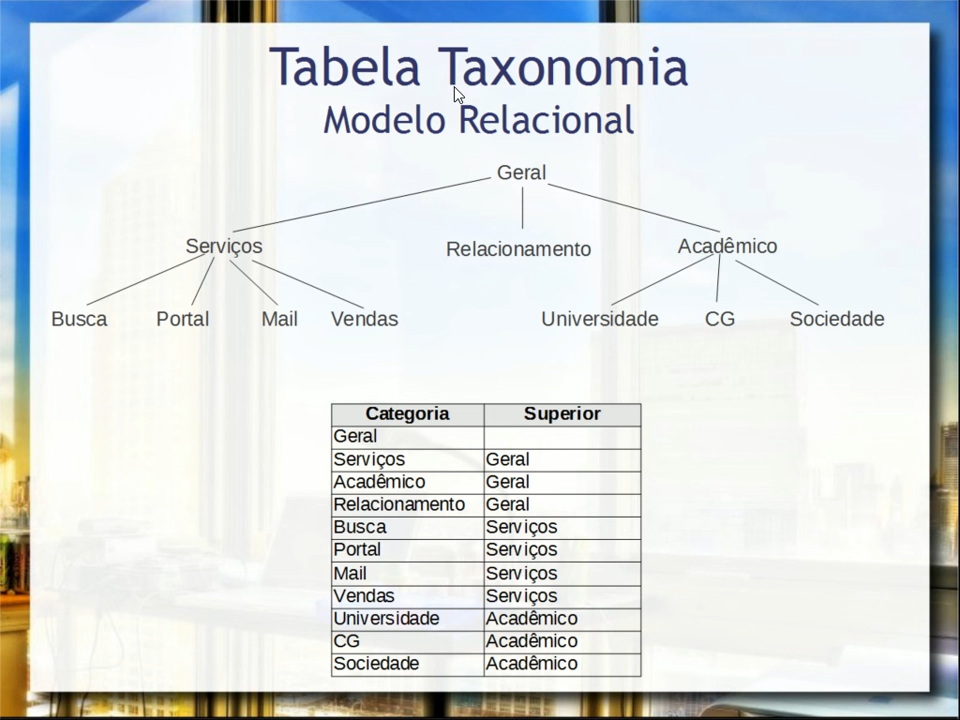 Tabela Taxonomia
Modelo Relacional
Geral
Serviços Relacionamento Acadêmico
Busca Portal Mail Vendas Universidade CG Sociedade
Categoria Superior
Geral
Serviços Geral
Acadêmico Geral
Relacionamento Geral
Busca Serviços
Portal Serviços
Mail Serviços
Vendas Serviços
Universidade Acadêmico
CG Acadêmico
Sociedade Acadêmico